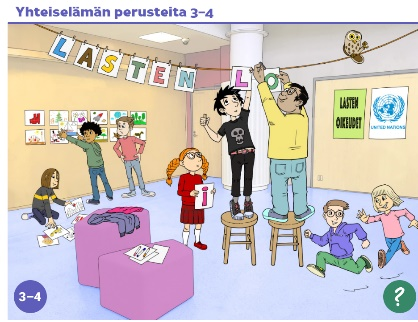 Yhteiselämän perusteita 3–4
LASTEN LO
LASTEN
OIKEUDET
UNITED NATIONS
i
3–4
?